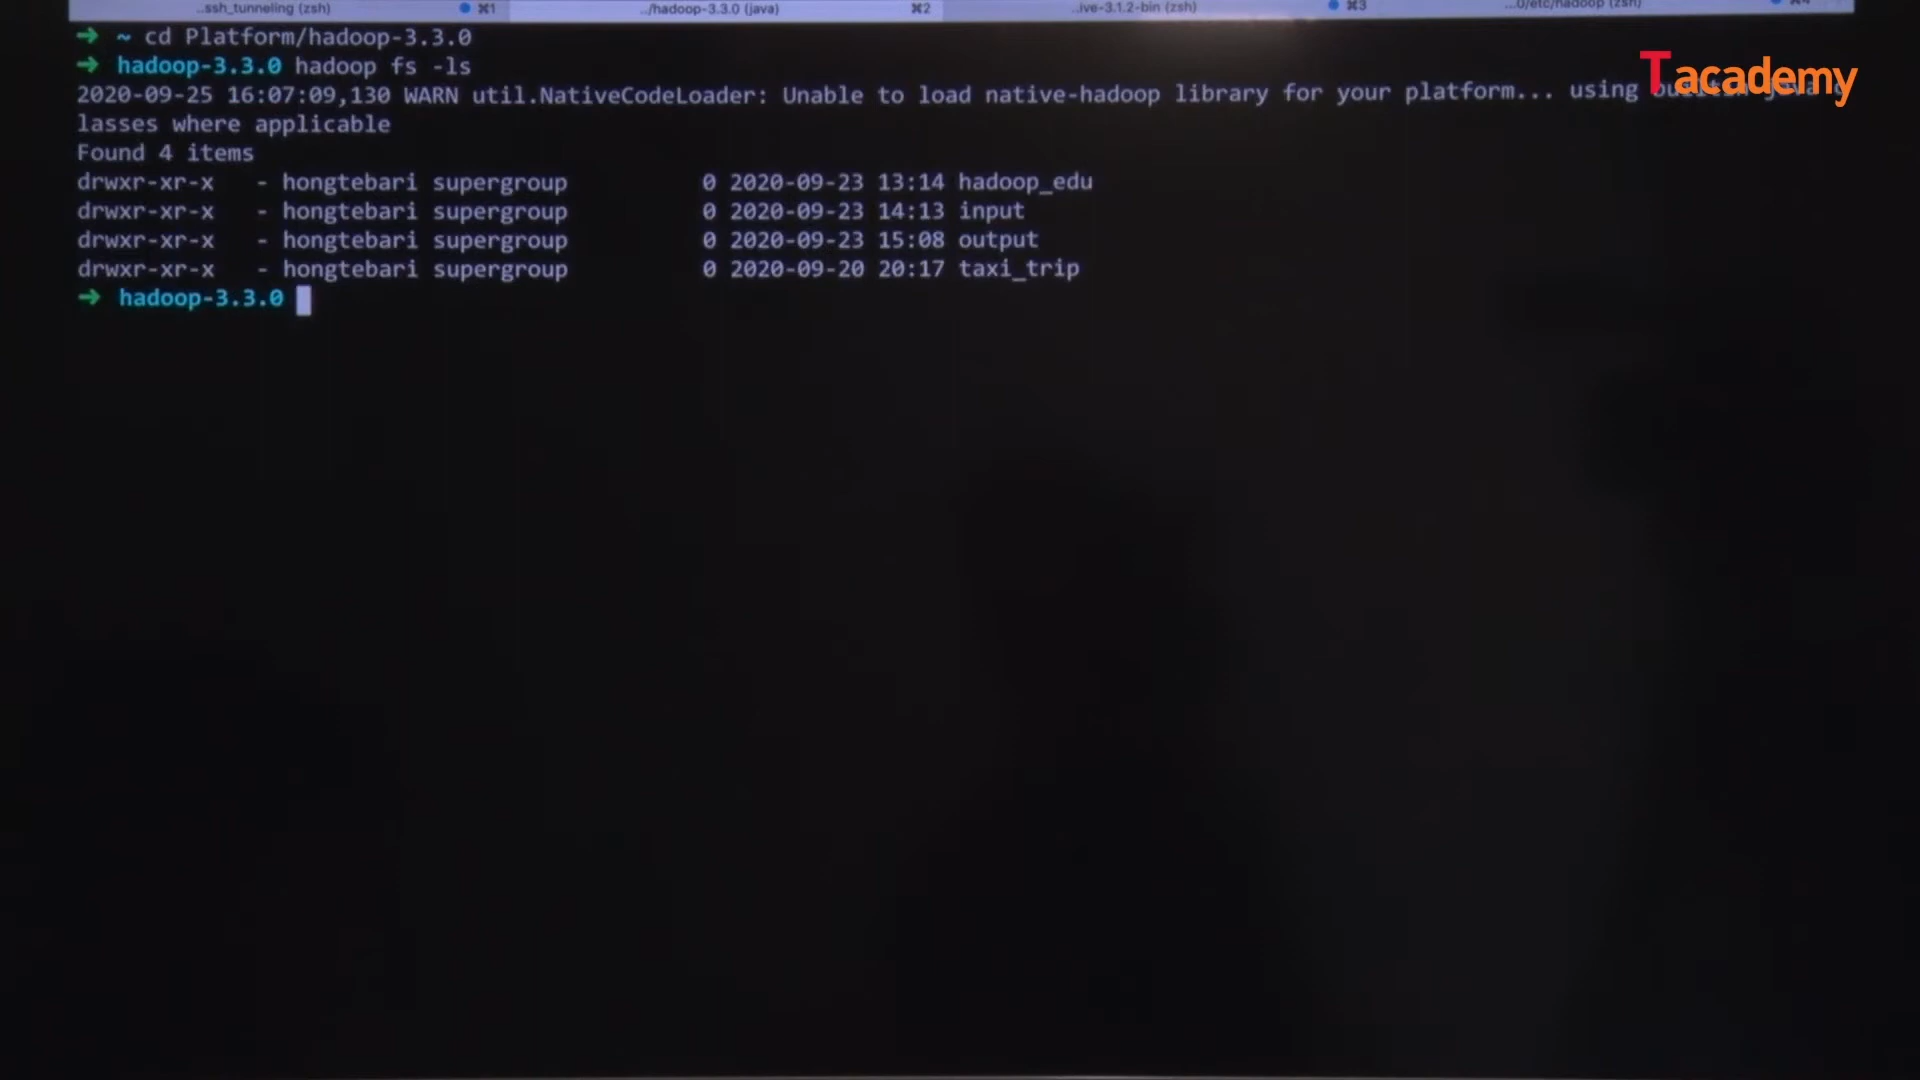 ..ssh_tunneling (zsh) ⌘1 ../hadoop-3.3.0 (java) ⌘2 ..ive-3.1.2-bin (zsh) ⌘3 ...0/etc/hadoop (zsh) ⌘4
Tacademy
➜ ~ cd Platform/hadoop-3.3.0
➜ hadoop-3.3.0 hadoop fs -ls
2020-09-25 16:07:09,130 WARN util.NativeCodeLoader: Unable to load native-hadoop library for your platform... using builtin-java c
lasses where applicable
Found 4 items
drwxr-xr-x - hongtebari supergroup 0 2020-09-23 13:14 hadoop_edu
drwxr-xr-x - hongtebari supergroup 0 2020-09-23 14:13 input
drwxr-xr-x - hongtebari supergroup 0 2020-09-23 15:08 output
drwxr-xr-x - hongtebari supergroup 0 2020-09-20 20:17 taxi_trip
➜ hadoop-3.3.0